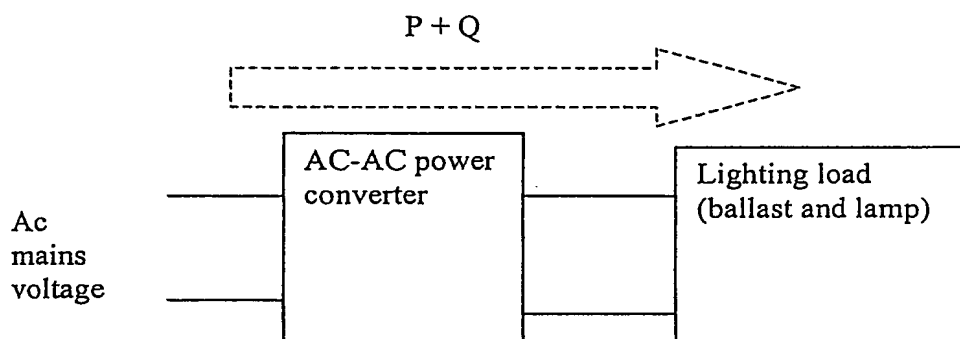 P + Q
AC-AC power
converter
Lighting load
(ballast and lamp)
Ac
mains
voltage